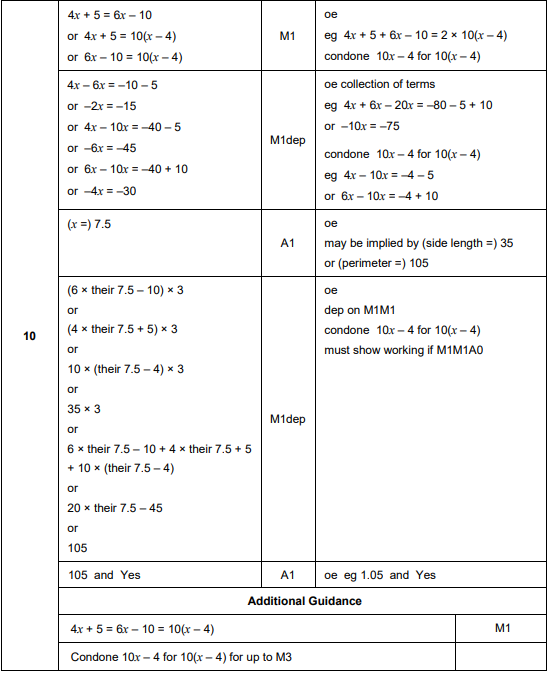 4x + 5 = 6x – 10
or 4x + 5 = 10(x – 4)
or 6x – 10 = 10(x – 4)
M1
oe
eg 4x + 5 + 6x – 10 = 2 × 10(x – 4)
condone 10x – 4 for 10(x – 4)
4x – 6x = –10 – 5
or –2x = –15
or 4x – 10x = –40 – 5
or –6x = –45
or 6x – 10x = –40 + 10
or –4x = –30
M1dep
oe collection of terms
eg 4x + 6x – 20x = –80 – 5 + 10
or –10x = –75
condone 10x – 4 for 10(x – 4)
eg 4x – 10x = –4 – 5
or 6x – 10x = –4 + 10
(x =) 7.5
A1
oe
may be implied by (side length =) 35
or (perimeter =) 105
10
(6 × their 7.5 – 10) × 3
or
(4 × their 7.5 + 5) × 3
or
10 × (their 7.5 – 4) × 3
or
35 × 3
or
6 × their 7.5 – 10 + 4 × their 7.5 + 5
+ 10 × (their 7.5 – 4)
or
20 × their 7.5 – 45
or
105
M1dep
oe
dep on M1M1
condone 10x – 4 for 10(x – 4)
must show working if M1M1A0
105 and Yes
A1
oe eg 1.05 and Yes
Additional Guidance
4x + 5 = 6x – 10 = 10(x – 4)
M1
Condone 10x – 4 for 10(x – 4) for up to M3